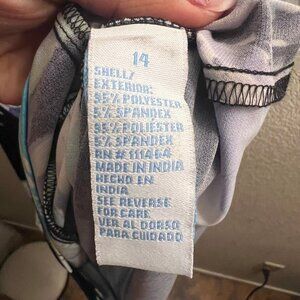 14
SHELL/
EXTERIOR:
95% POLYESTER
5% SPANDEX
95% POLIÉSTER
5% SPANDEX
RN# 111464
MADE IN INDIA
HECHO EN
INDIA
SEE REVERSE
FOR CARE
VER AL DORSO
PARA CUIDADO